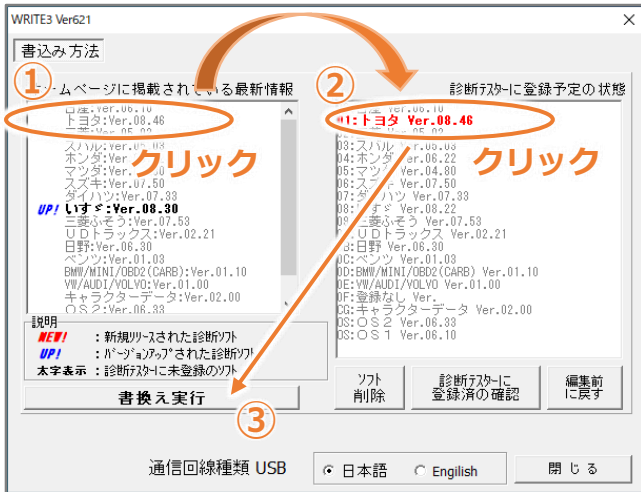 WRITE3 Ver621
書込み方法
①
ホームページに掲載されている最新情報
日産:Ver.06.10
トヨタ:Ver.08.46
三菱:Ver.05.03
スバル:Ver.05.03
ホンダ:Ver.
マツダ:Ver.
スズキ:Ver.07.50
ダイハツ:Ver.07.33
UP! いすゞ:Ver.08.30
三菱ふそう:Ver.07.53
UDトラックス:Ver.02.21
日野:Ver.06.30
ベンツ:Ver.01.03
BMW/MINI/OBD2(CARB):Ver.01.10
VW/AUDI/VOLVO:Ver.01.00
キャラクターデータ:Ver.02.00
OS2:Ver.06.33
クリック
②
診断テスターに登録予定の状態
01:トヨタ Ver.08.46
03:スバル Ver.05.03
04:ホンダ Ver.06.22
05:マツダ Ver.04.80
06:スズキ Ver.07.50
07:ダイハツ Ver.07.33
08:いすゞ Ver.08.22
三菱ふそう Ver.07.53
UDトラックス Ver.02.21
0B:日野 Ver.06.30
0C:ベンツ Ver.01.03
0D:BMW/MINI/OBD2(CARB) Ver.01.10
0E:VW/AUDI/VOLVO Ver.01.00
0F:登録なし Ver.
CG:キャラクターデータ Ver.02.00
OS:OS2 Ver.06.33
OS:OS1 Ver.06.10
クリック
説明
NEW! :新規リリースされた診断ソフト
UP! :バージョンアップされた診断ソフト
太字表示 :診断テスターに未登録のソフト
書換え実行
③
ソフト
削除
診断テスターに
登録済の確認
編集前
に戻す
通信回線種類 USB
日本語
Engilish
閉じる